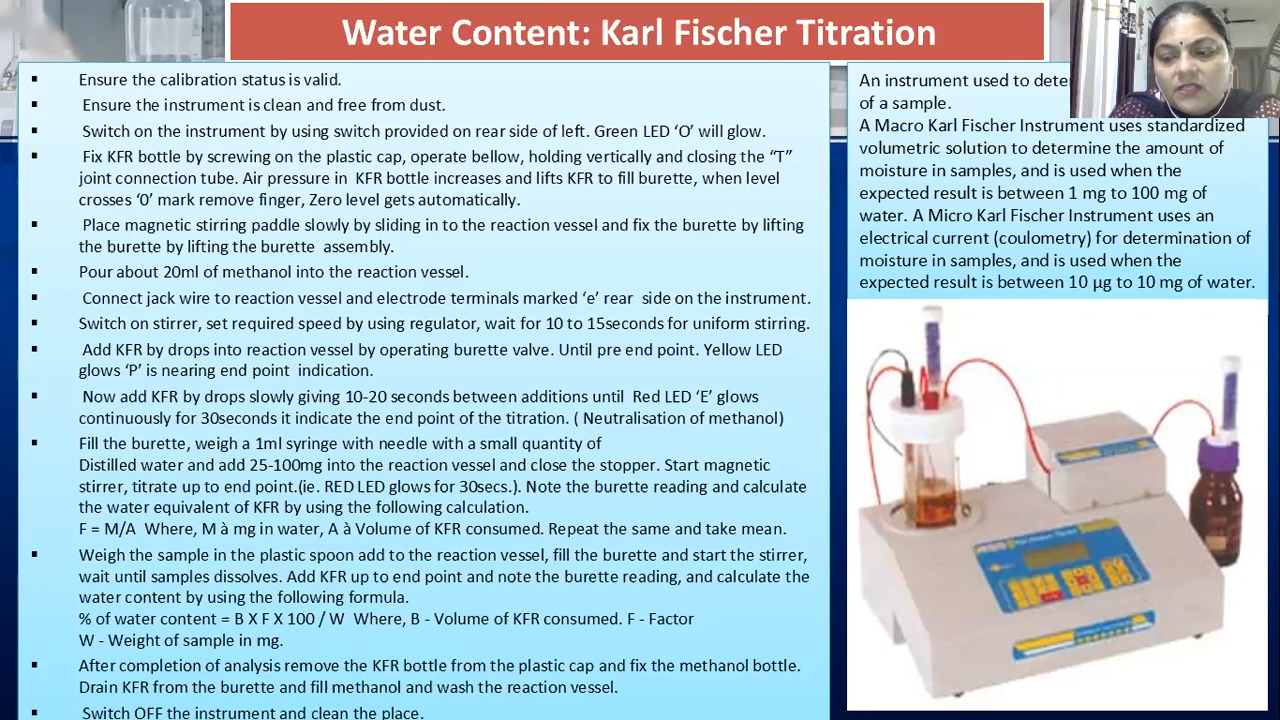 Water Content: Karl Fischer Titration
▪ Ensure the calibration status is valid.
▪ Ensure the instrument is clean and free from dust.
▪ Switch on the instrument by using switch provided on rear side of left. Green LED ‘O’ will glow.
▪ Fix KFR bottle by screwing on the plastic cap, operate bellow, holding vertically and closing the “T”
joint connection tube. Air pressure in KFR bottle increases and lifts KFR to fill burette, when level
crosses ‘0’ mark remove finger, Zero level gets automatically.
▪ Place magnetic stirring paddle slowly by sliding in to the reaction vessel and fix the burette by lifting
the burette by lifting the burette assembly.
▪ Pour about 20ml of methanol into the reaction vessel.
▪ Connect jack wire to reaction vessel and electrode terminals marked ‘e’ rear side on the instrument.
▪ Switch on stirrer, set required speed by using regulator, wait for 10 to 15seconds for uniform stirring.
▪ Add KFR by drops into reaction vessel by operating burette valve. Until pre end point. Yellow LED
glows ‘P’ is nearing end point indication.
▪ Now add KFR by drops slowly giving 10-20 seconds between additions until Red LED ‘E’ glows
continuously for 30seconds it indicate the end point of the titration. ( Neutralisation of methanol)
▪ Fill the burette, weigh a 1ml syringe with needle with a small quantity of
Distilled water and add 25-100mg into the reaction vessel and close the stopper. Start magnetic
stirrer, titrate up to end point.(ie. RED LED glows for 30secs.). Note the burette reading and calculate
the water equivalent of KFR by using the following calculation.
F = M/A Where, M à mg in water, A à Volume of KFR consumed. Repeat the same and take mean.
▪ Weigh the sample in the plastic spoon add to the reaction vessel, fill the burette and start the stirrer,
wait until samples dissolves. Add KFR up to end point and note the burette reading, and calculate the
water content by using the following formula.
% of water content = B X F X 100 / W Where, B - Volume of KFR consumed. F - Factor
W - Weight of sample in mg.
▪ After completion of analysis remove the KFR bottle from the plastic cap and fix the methanol bottle.
Drain KFR from the burette and fill methanol and wash the reaction vessel.
▪ Switch OFF the instrument and clean the place.
An instrument used to
of a sample.
A Macro Karl Fischer Instrument uses standardized
volumetric solution to determine the amount of
moisture in samples, and is used when the
expected result is between 1 mg to 100 mg of
water. A Micro Karl Fischer Instrument uses an
electrical current (coulometry) for determination of
moisture in samples, and is used when the
expected result is between 10 µg to 10 mg of water.